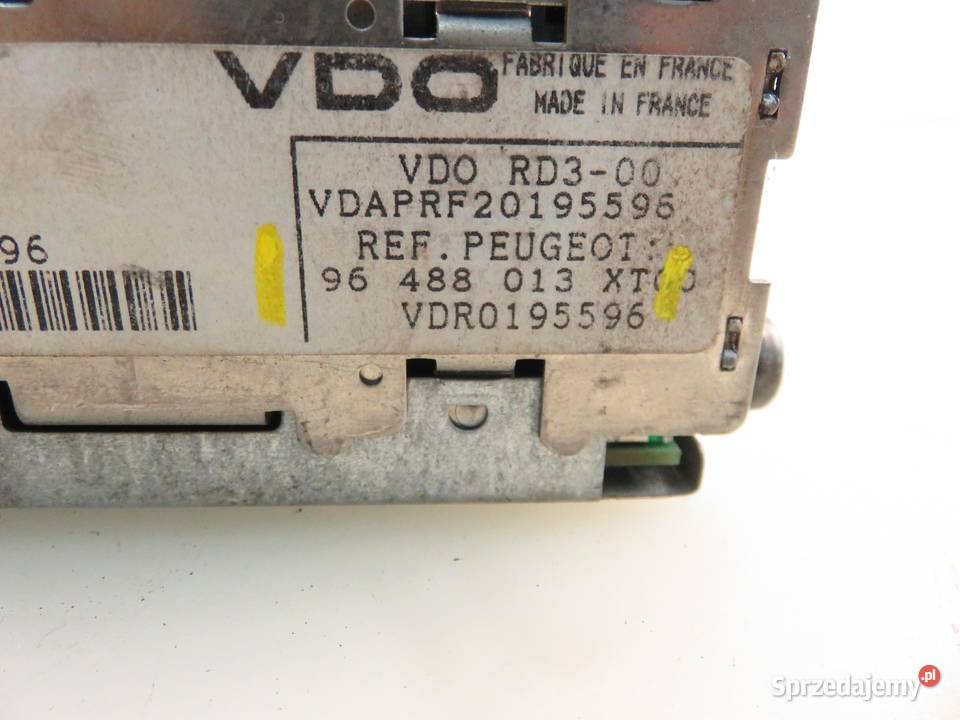 VDO
FABRIQUE EN FRANCE
MADE IN FRANCE
VDO RD3-00
VDAPRF20195596
REF. PEUGEOT:
96 488 013 XT00
VDR0195596
96
Sprzedajemy.pl